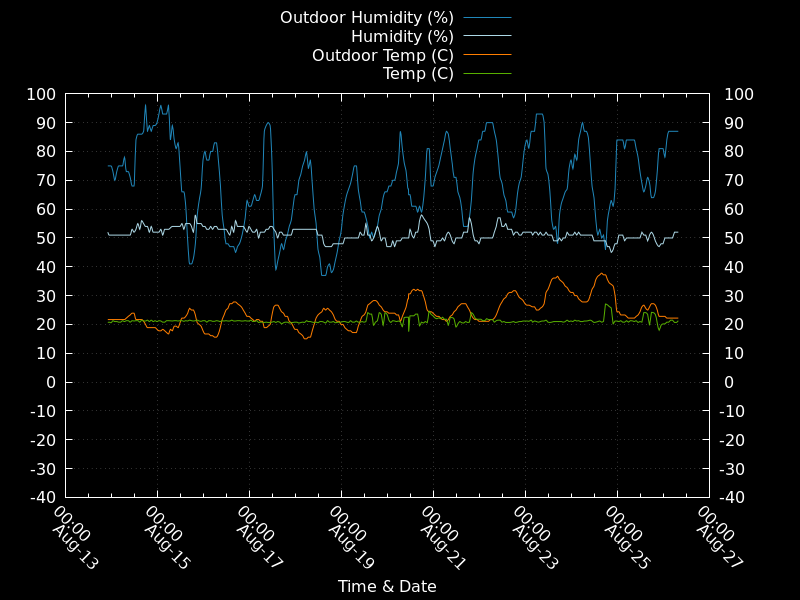 Outdoor Humidity (%)
Humidity (%)
Outdoor Temp (C)
Temp (C)
100 100
90 90
80 80
70 70
60 60
50 50
40 40
30 30
20 20
10 10
0 0
-10 -10
-20 -20
-30 -30
-40 -40
00:00 Aug-13
00:00 Aug-15
00:00 Aug-17
00:00 Aug-19
00:00 Aug-21
00:00 Aug-23
00:00 Aug-25
00:00 Aug-27
Time & Date